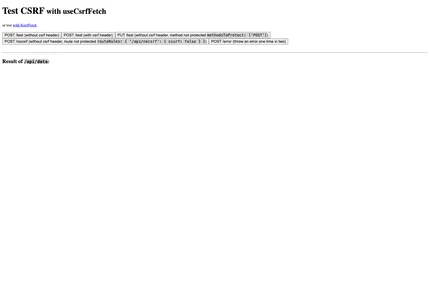 Test CSRF with useCsrfFetch
or test with $csrfFetch
POST /test (without csrf header) POST /test (with csrf header) PUT /test (without csrf header, method not protected methodsToProtect: ['POST'])
POST /nocsrf (without csrf header, route not protected routeRules: { '/api/nocsrf': { csurf: false } }) POST /error (throw an error one time in two)
Result of /api/data: